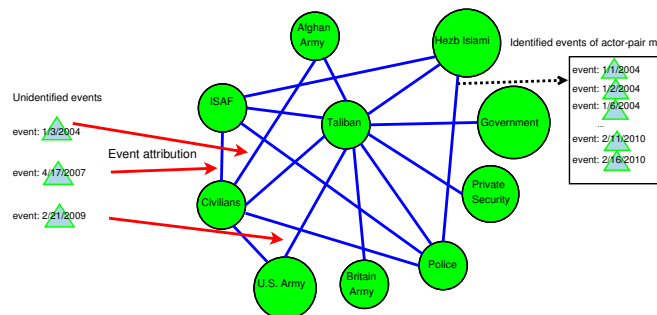 Afghan
Army
Hezb Islami
Identified events of actor-pair m
event: 1/1/2004
event: 1/2/2004
event: 1/6/2004
...
event: 2/11/2010
event: 2/16/2010
Unidentified events
event: 1/3/2004
Event attribution
event: 4/17/2007
event: 2/21/2009
ISAF
Taliban
Government
Civilians
Private
Security
U.S. Army
Britain
Army
Police